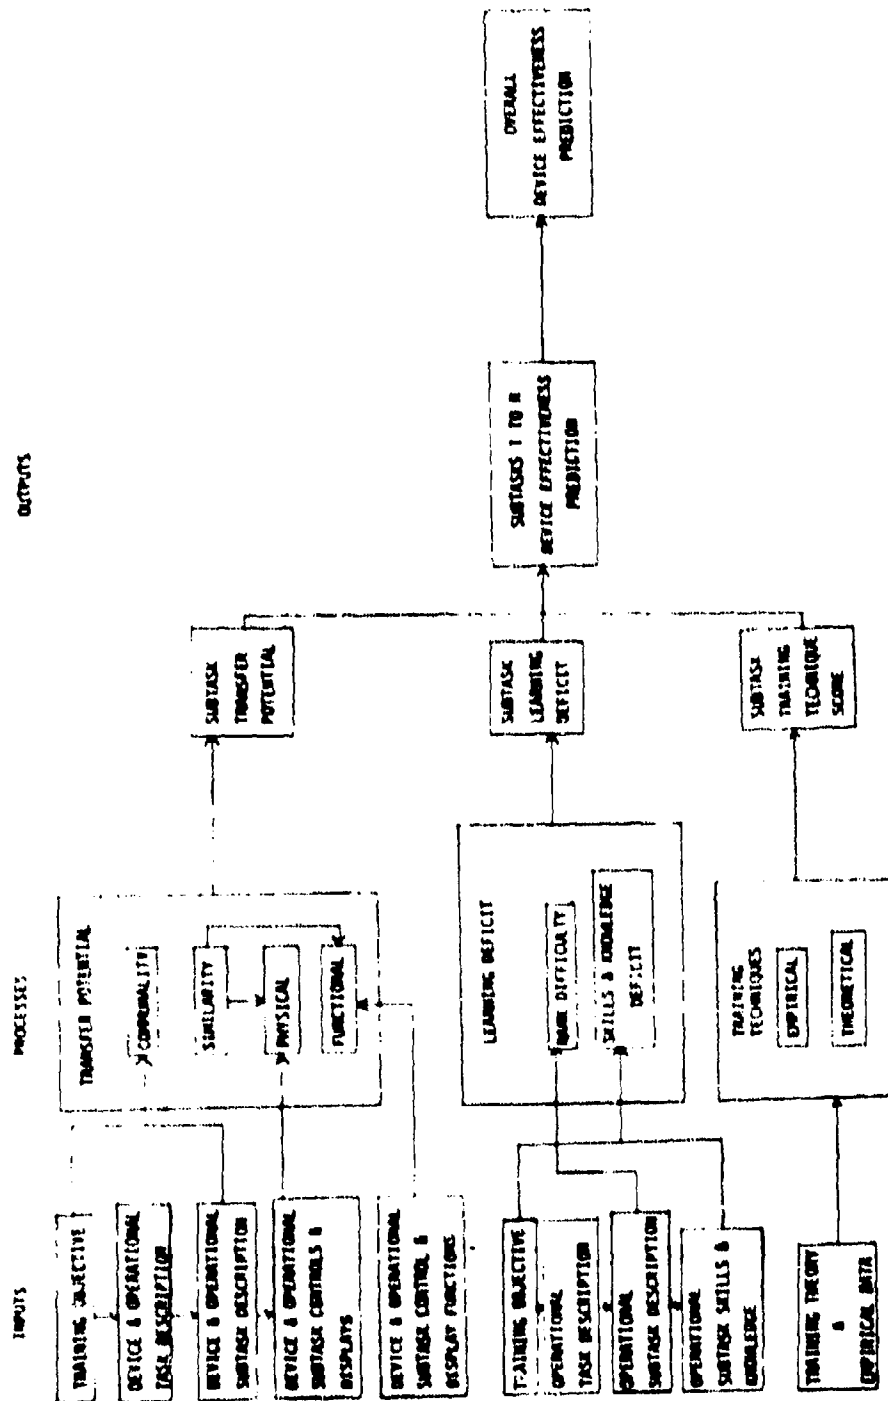 INPUTS
PROCESSES
OUTPUTS
TRAINING OBJECTIVE
DEVICE & OPERATIONAL
TASK DESCRIPTION
DEVICE & OPERATIONAL
SUBTASK DESCRIPTION
DEVICE & OPERATIONAL
SUBTASK CONTROLS &
DISPLAYS
DEVICE & OPERATIONAL
SUBTASK CONTROL &
DISPLAY FUNCTIONS
TRANSFER POTENTIAL
COMMONALITY
SIMILARITY
PHYSICAL
FUNCTIONAL
SUBTASK
TRANSFER
POTENTIAL
TRAINING OBJECTIVE
OPERATIONAL
TASK DESCRIPTION
OPERATIONAL
SUBTASK DESCRIPTION
OPERATIONAL
SUBTASK SKILLS &
KNOWLEDGE
LEARNING DEFICIT
RANK DIFFICULTY
SKILLS & KNOWLEDGE
DEFICIT
SUBTASK
LEARNING
DEFICIT
SUBTASKS 1 TO N
DEVICE EFFECTIVENESS
PREDICTION
OVERALL
DEVICE EFFECTIVENESS
PREDICTION
TRAINING THEORY
&
EMPIRICAL DATA
TRAINING
TECHNIQUES
EMPIRICAL
THEORETICAL
SUBTASK
TRAINING
TECHNIQUE
SCORE